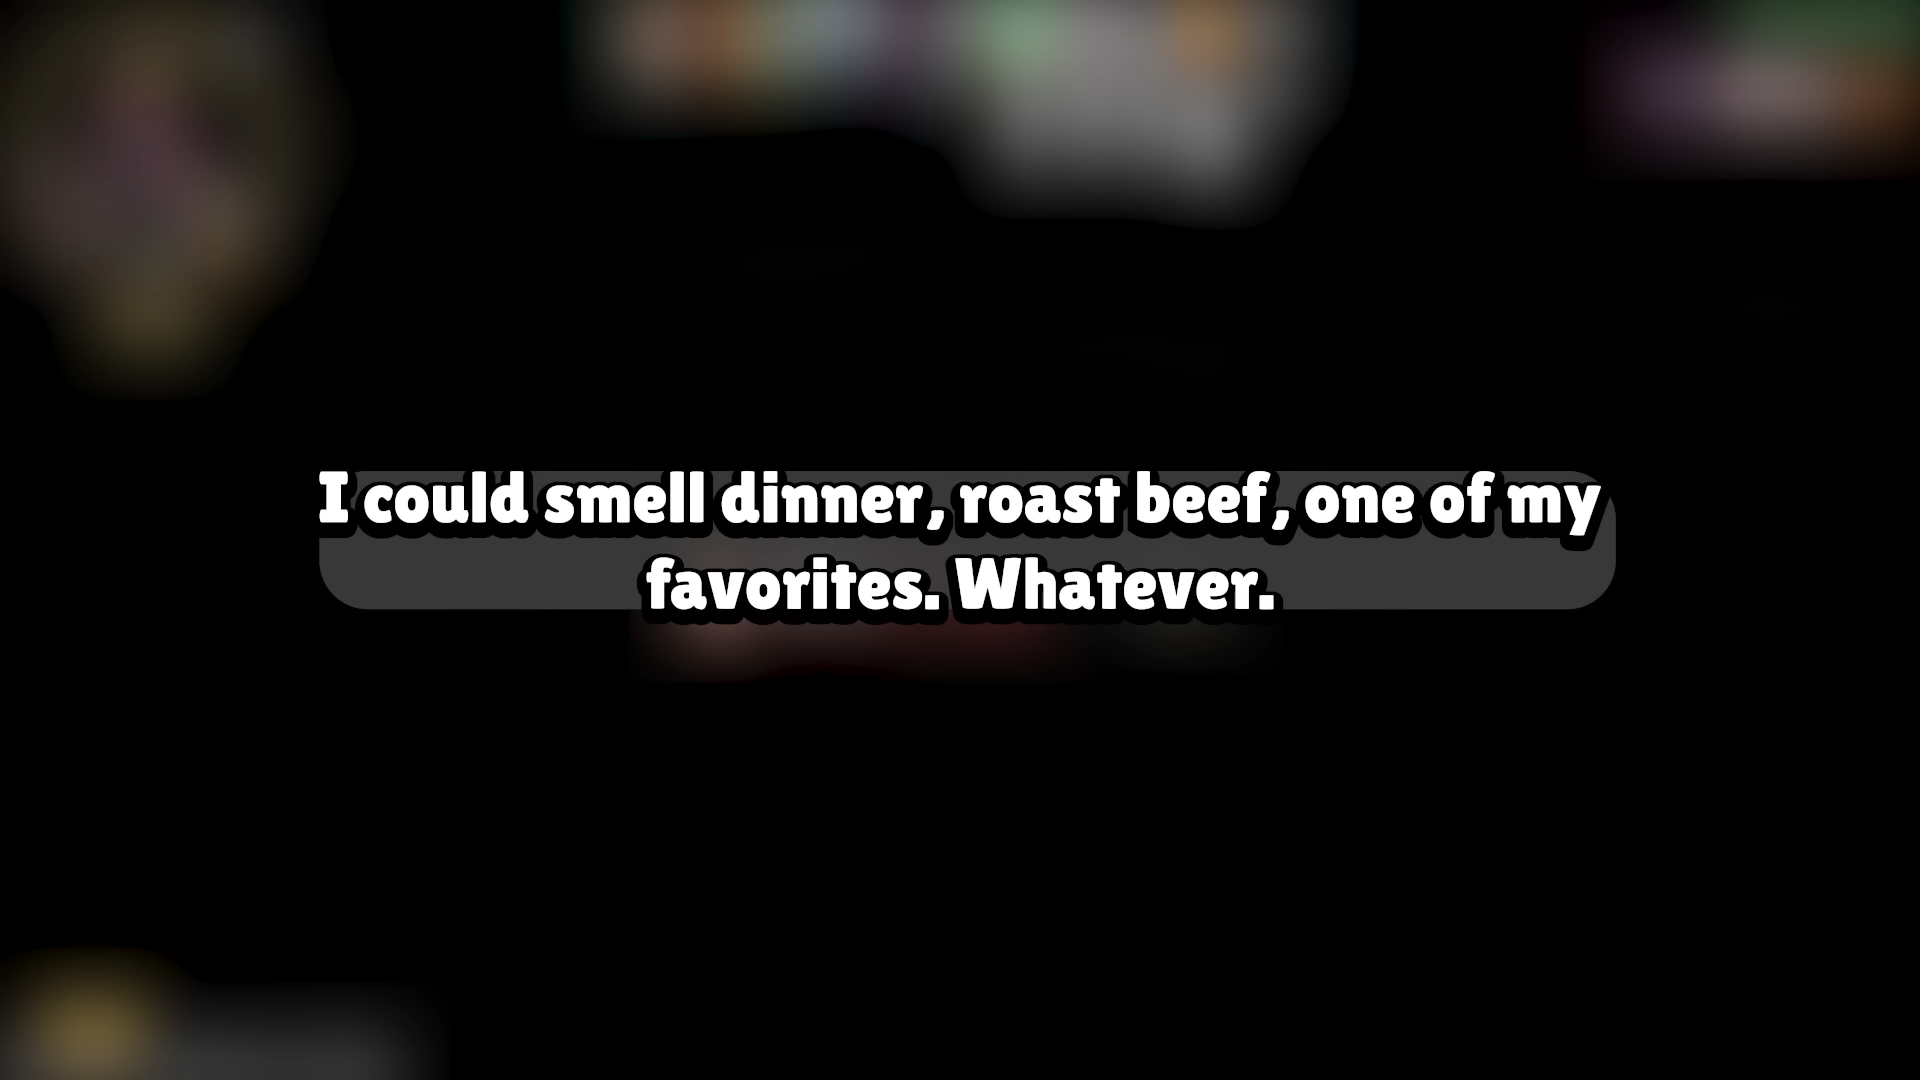 I could smell dinner, roast beef, one of my
favorites. Whatever.